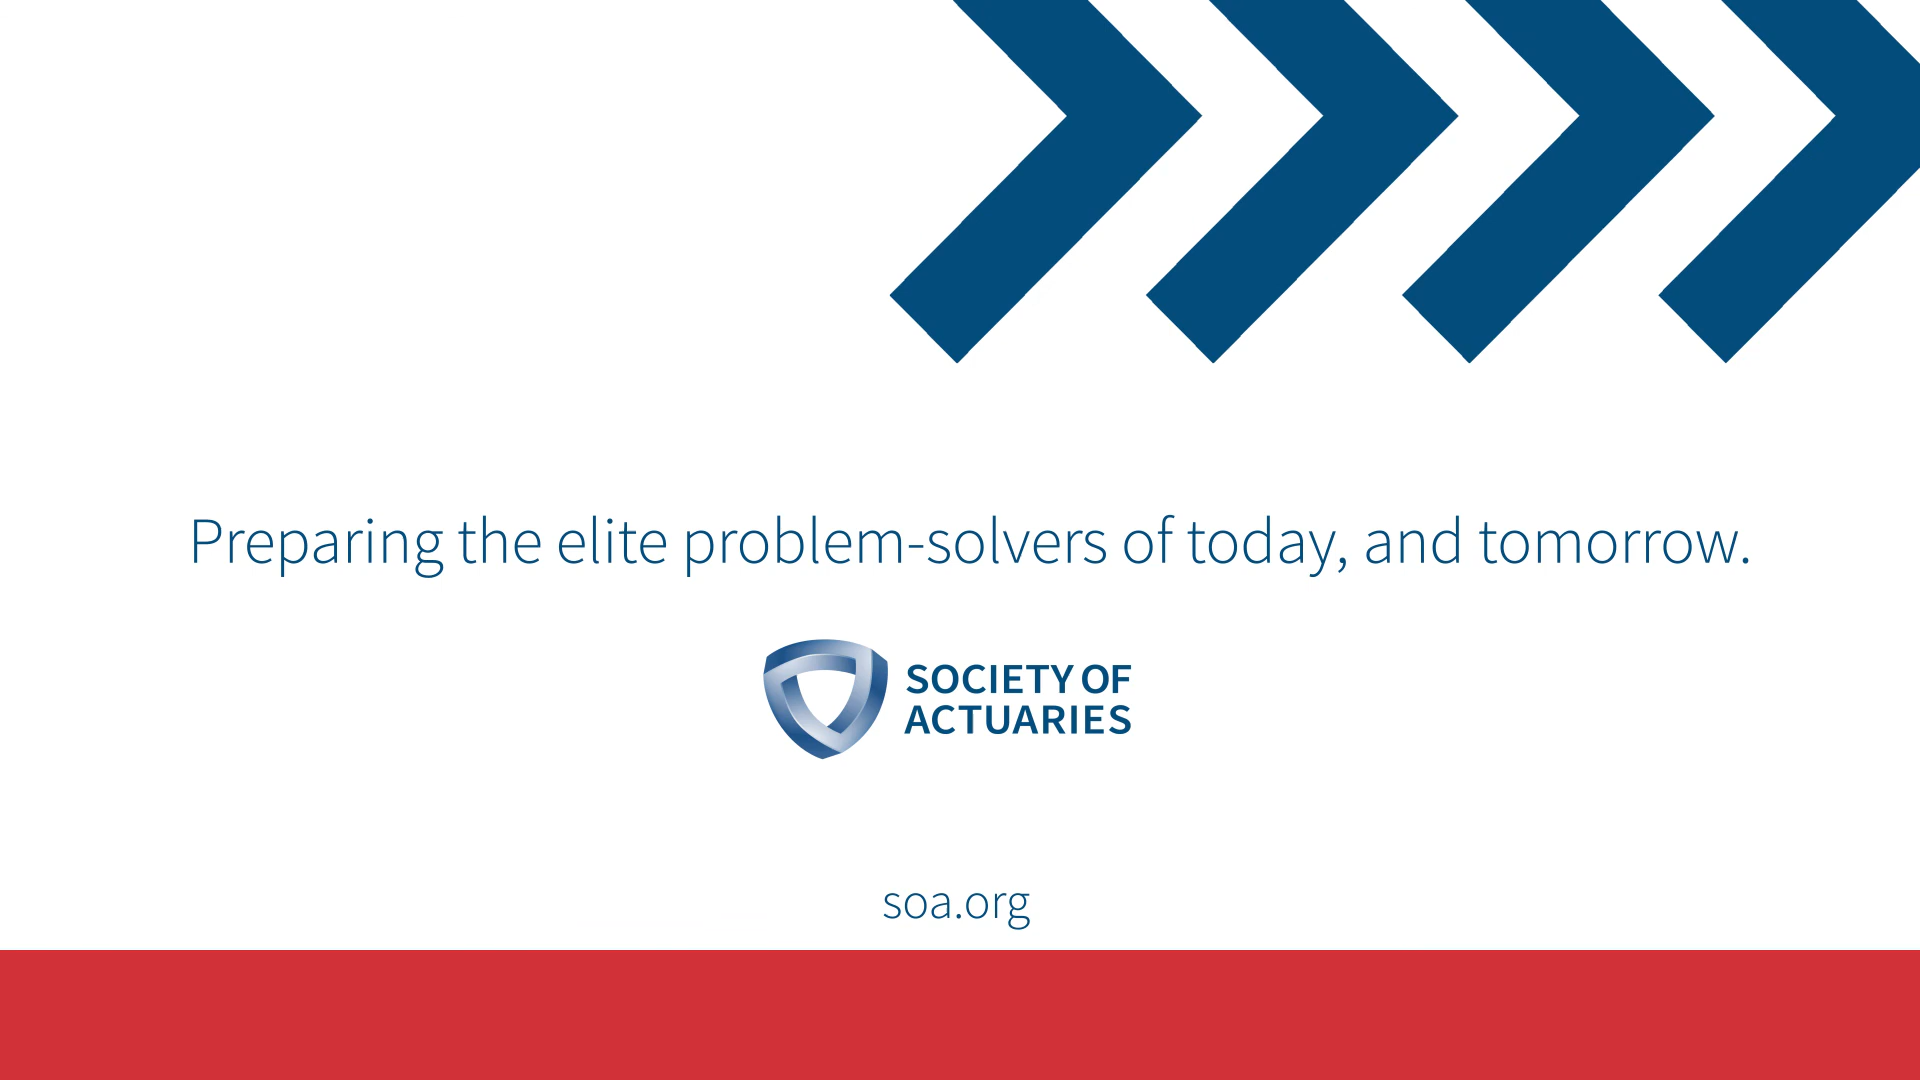 Preparing the elite problem-solvers of today, and tomorrow.
SOCIETY OF
ACTUARIES
soa.org